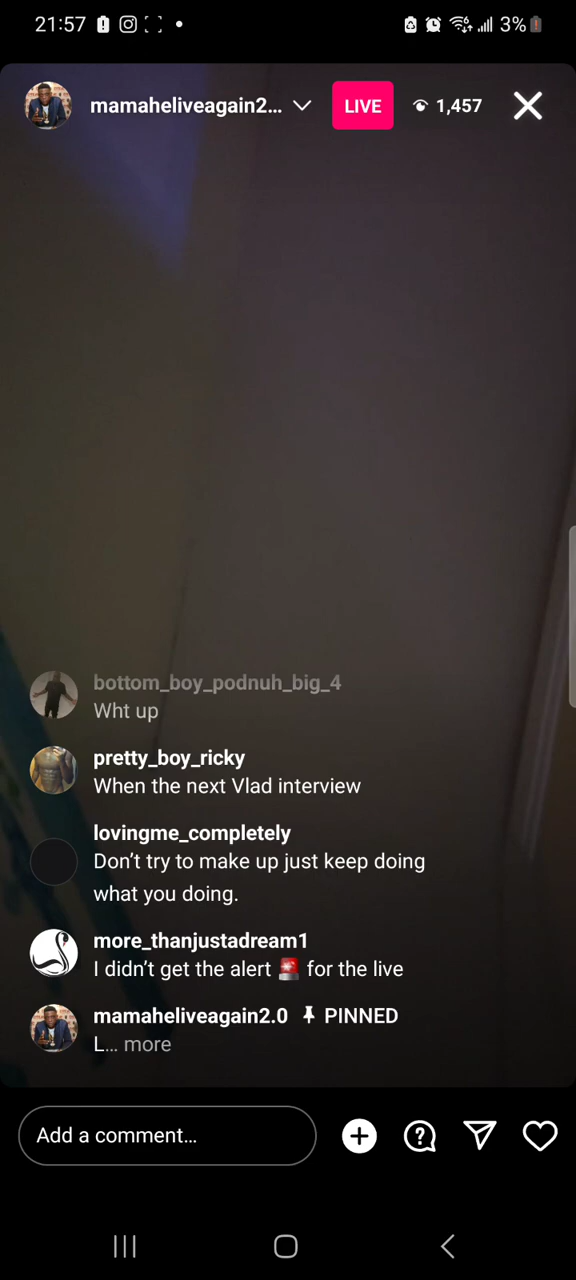 21:57 3%
mamaheliveagain2... LIVE 1,457
bottom_boy_podnuh_big_4
Wht up
pretty_boy_ricky
When the next Vlad interview
lovingme_completely
Don't try to make up just keep doing
what you doing.
more_thanjustadream1
I didn't get the alert 🚨 for the live
mamaheliveagain2.0 PINNED
L... more
Add a comment...